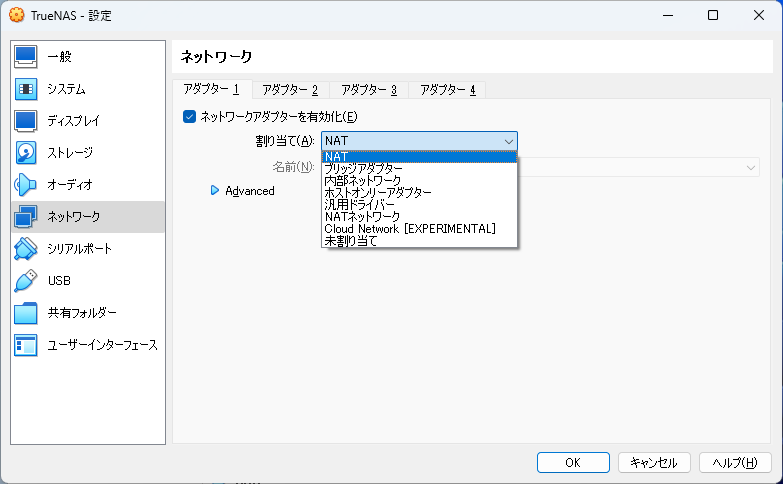 TrueNAS - 設定
一般
システム
ディスプレイ
ストレージ
オーディオ
ネットワーク
シリアルポート
USB
共有フォルダー
ユーザーインターフェース
ネットワーク
アダプター 1
アダプター 2
アダプター 3
アダプター 4
ネットワークアダプターを有効化(E)
割り当て(A):
NAT
NAT
ブリッジアダプター
内部ネットワーク
ホストオンリーアダプター
汎用ドライバー
NATネットワーク
Cloud Network [EXPERIMENTAL]
未割り当て
名前(N):
Advanced
OK
キャンセル
ヘルプ(H)